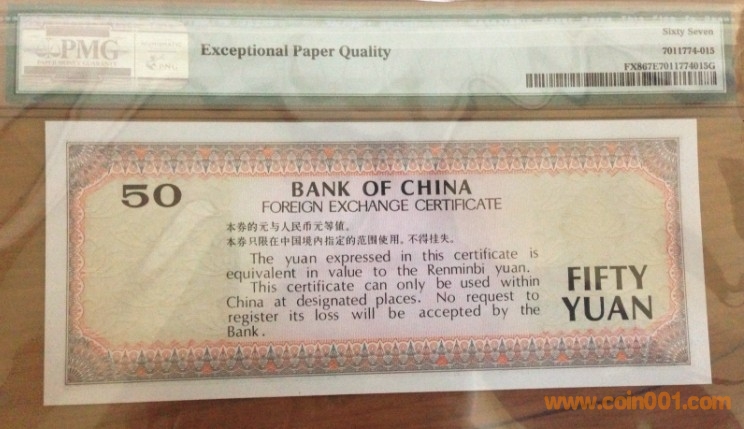 PMG
Exceptional Paper Quality
Sixty Seven
7011774-015
FX867E7011774015G
50
BANK OF CHINA
FOREIGN EXCHANGE CERTIFICATE
本券的元与人民币元等值。
本券只限在中国境内指定的范围使用。不得挂失。
The yuan expressed in this certificate is
equivalent in value to the Renminbi yuan.
This certificate can only be used within
China at designated places. No request to
register its loss will be accepted by the
Bank.
FIFTY
YUAN
www.coin001.com